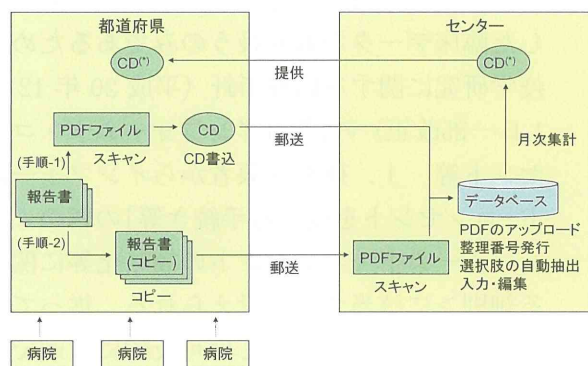 都道府県
センター
CD(*)
提供
CD(*)
PDFファイル
スキャン
CD
CD書込
郵送
月次集計
(手順-1)
報告書
(手順-2)
報告書
(コピー)
コピー
郵送
PDFファイル
スキャン
データベース
PDFのアップロード
整理番号発行
選択肢の自動抽出
入力・編集
病院
病院
病院